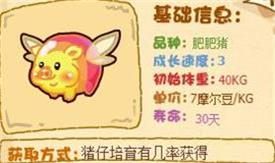 基础信息:
品种: 肥肥猪
成长速度: 3
初始体重: 40KG
单价: 7摩尔豆/KG
寿命: 30天
获取方式: 猪仔培育有几率获得